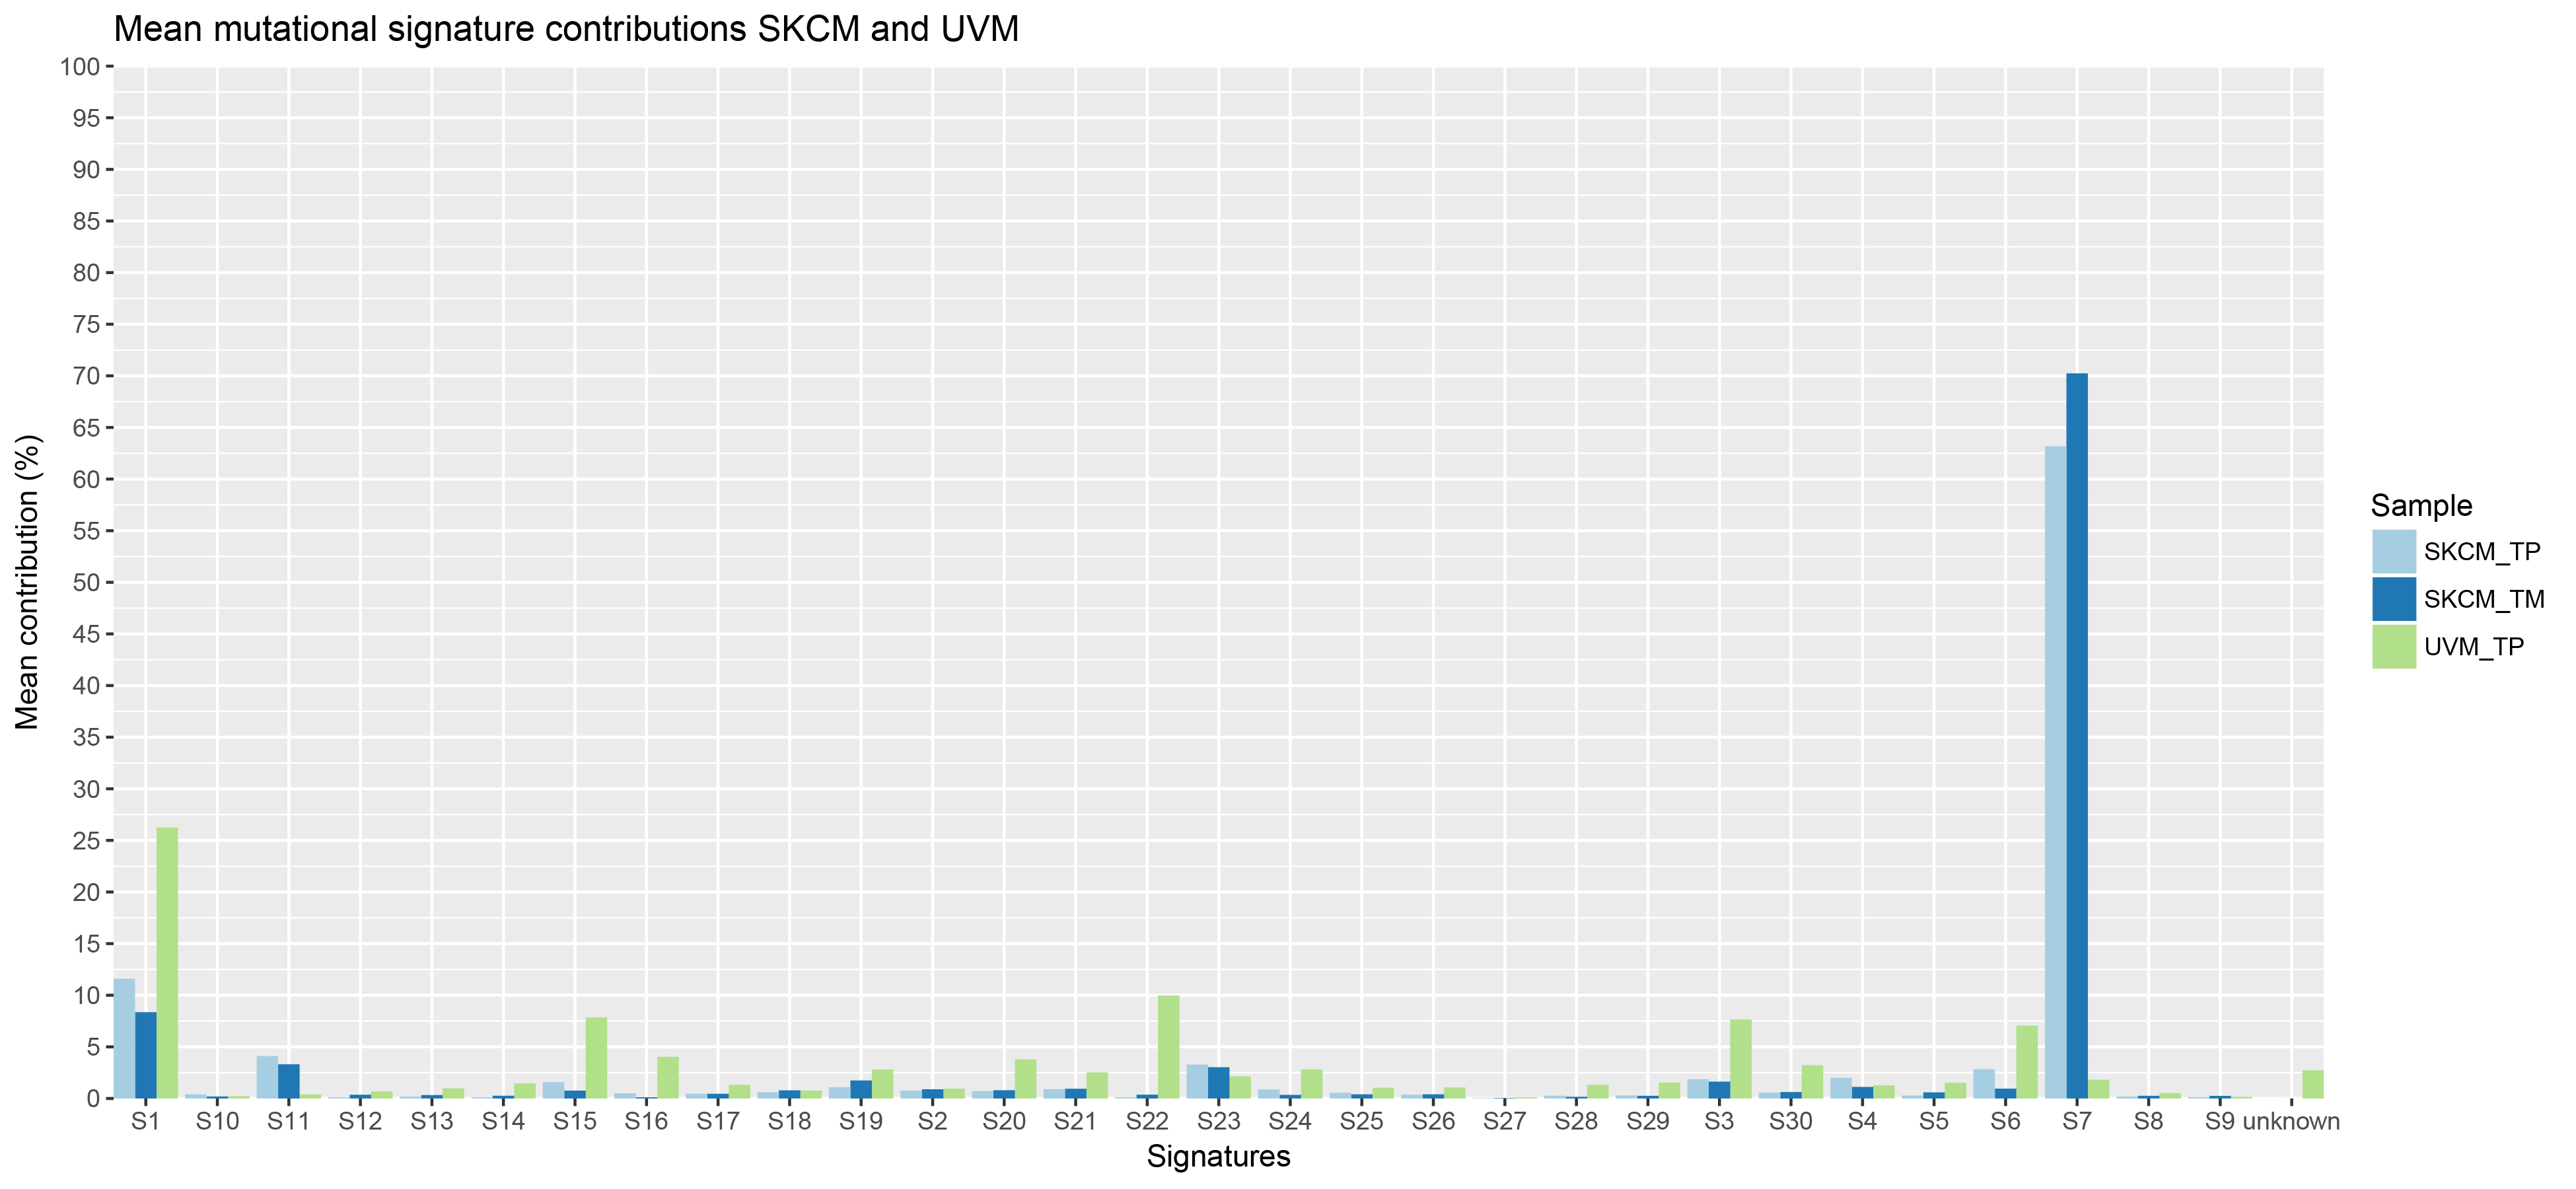 Mean mutational signature contributions SKCM and UVM
100
95
90
85
80
75
70
65
60
55
50
45
40
35
30
25
20
15
10
5
0
Mean contribution (%)
S1 S10 S11 S12 S13 S14 S15 S16 S17 S18 S19 S2 S20 S21 S22 S23 S24 S25 S26 S27 S28 S29 S3 S30 S4 S5 S6 S7 S8 S9 unknown
Signatures
Sample
SKCM_TP
SKCM_TM
UVM_TP